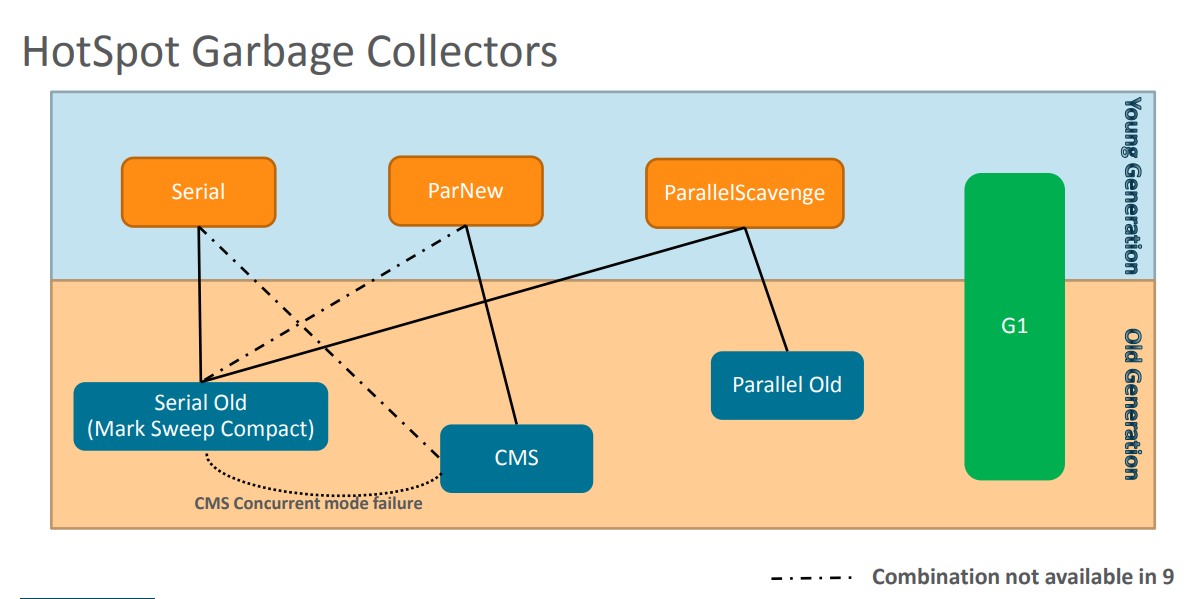 HotSpot Garbage Collectors
Young Generation
Serial
ParNew
ParallelScavenge
G1
Old Generation
Parallel Old
Serial Old
(Mark Sweep Compact)
CMS
CMS Concurrent mode failure
Combination not available in 9